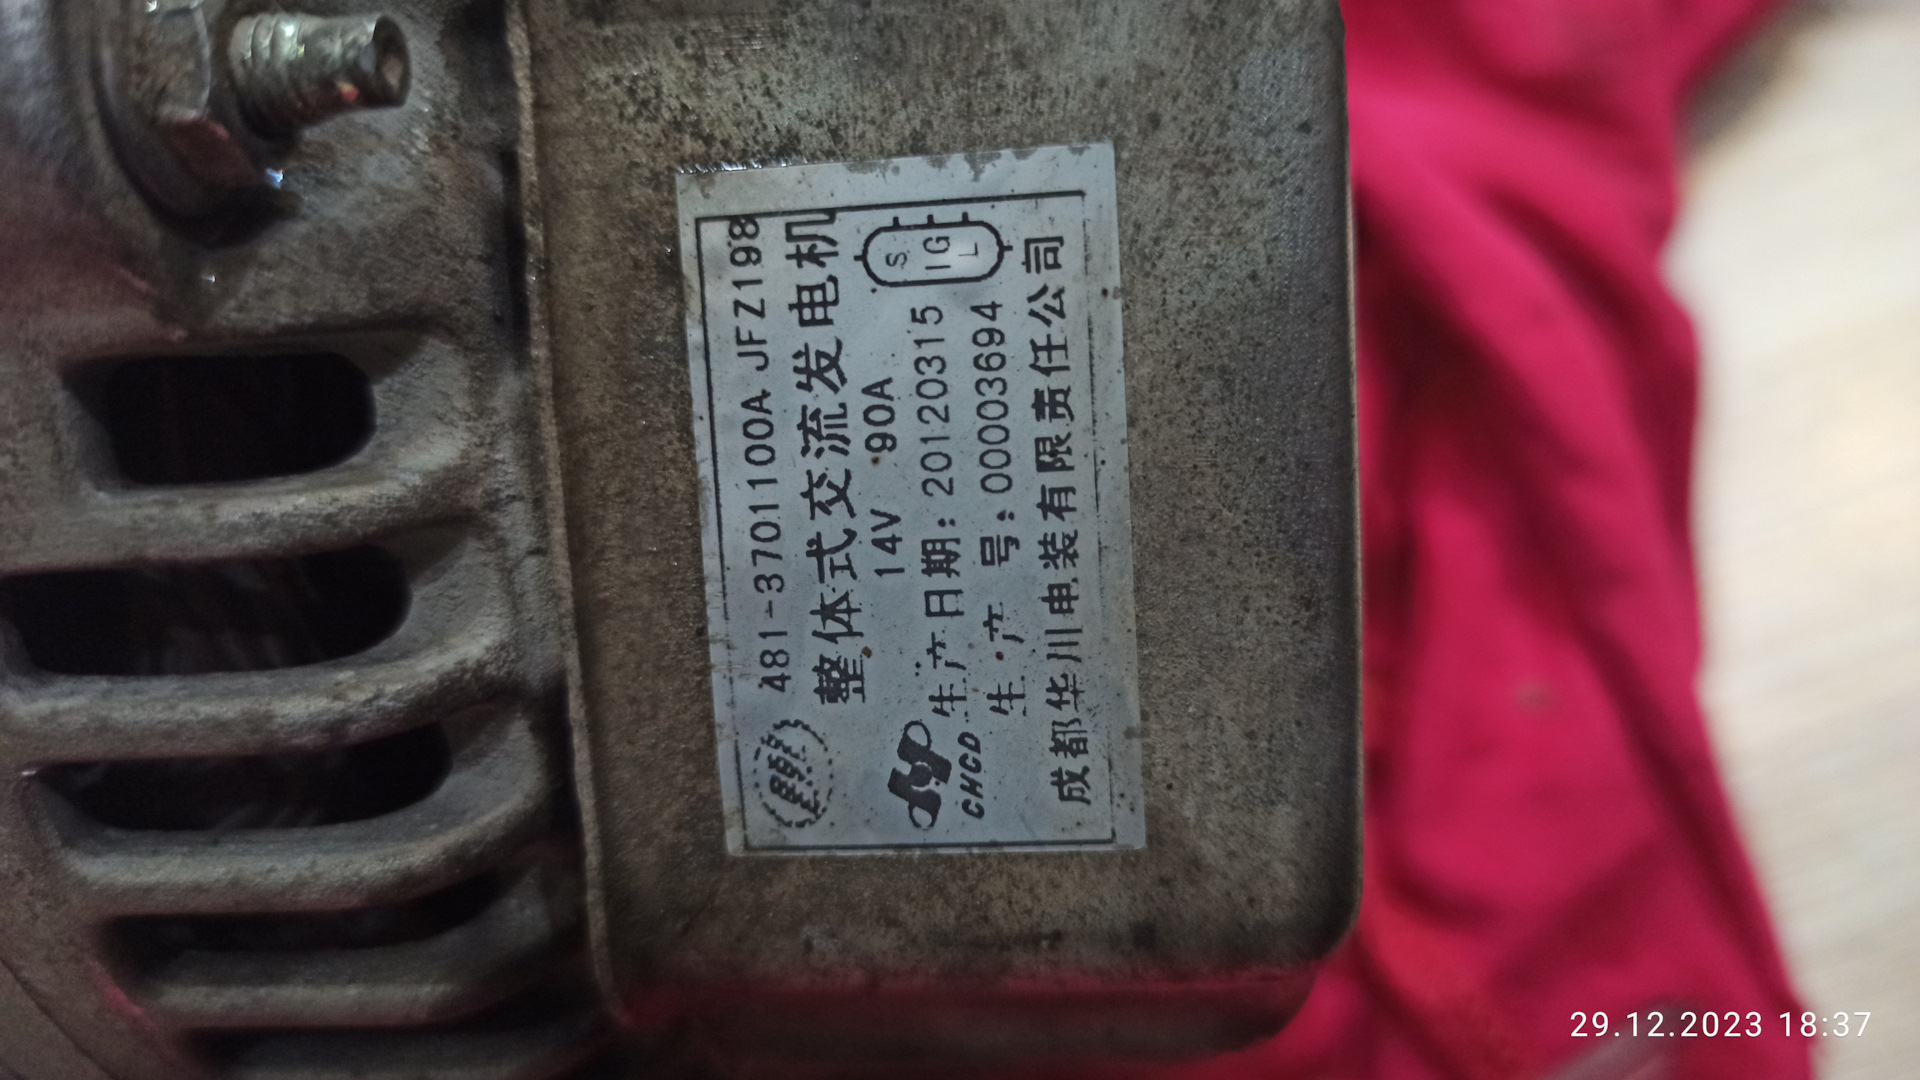 481-3701100A JFZ198
整体式交流发电机
14V 90A
S
IG
L
生产日期: 20120315
生 产 号: 00003694
CHCD
成都华川电装有限责任公司
29.12.2023 18:37